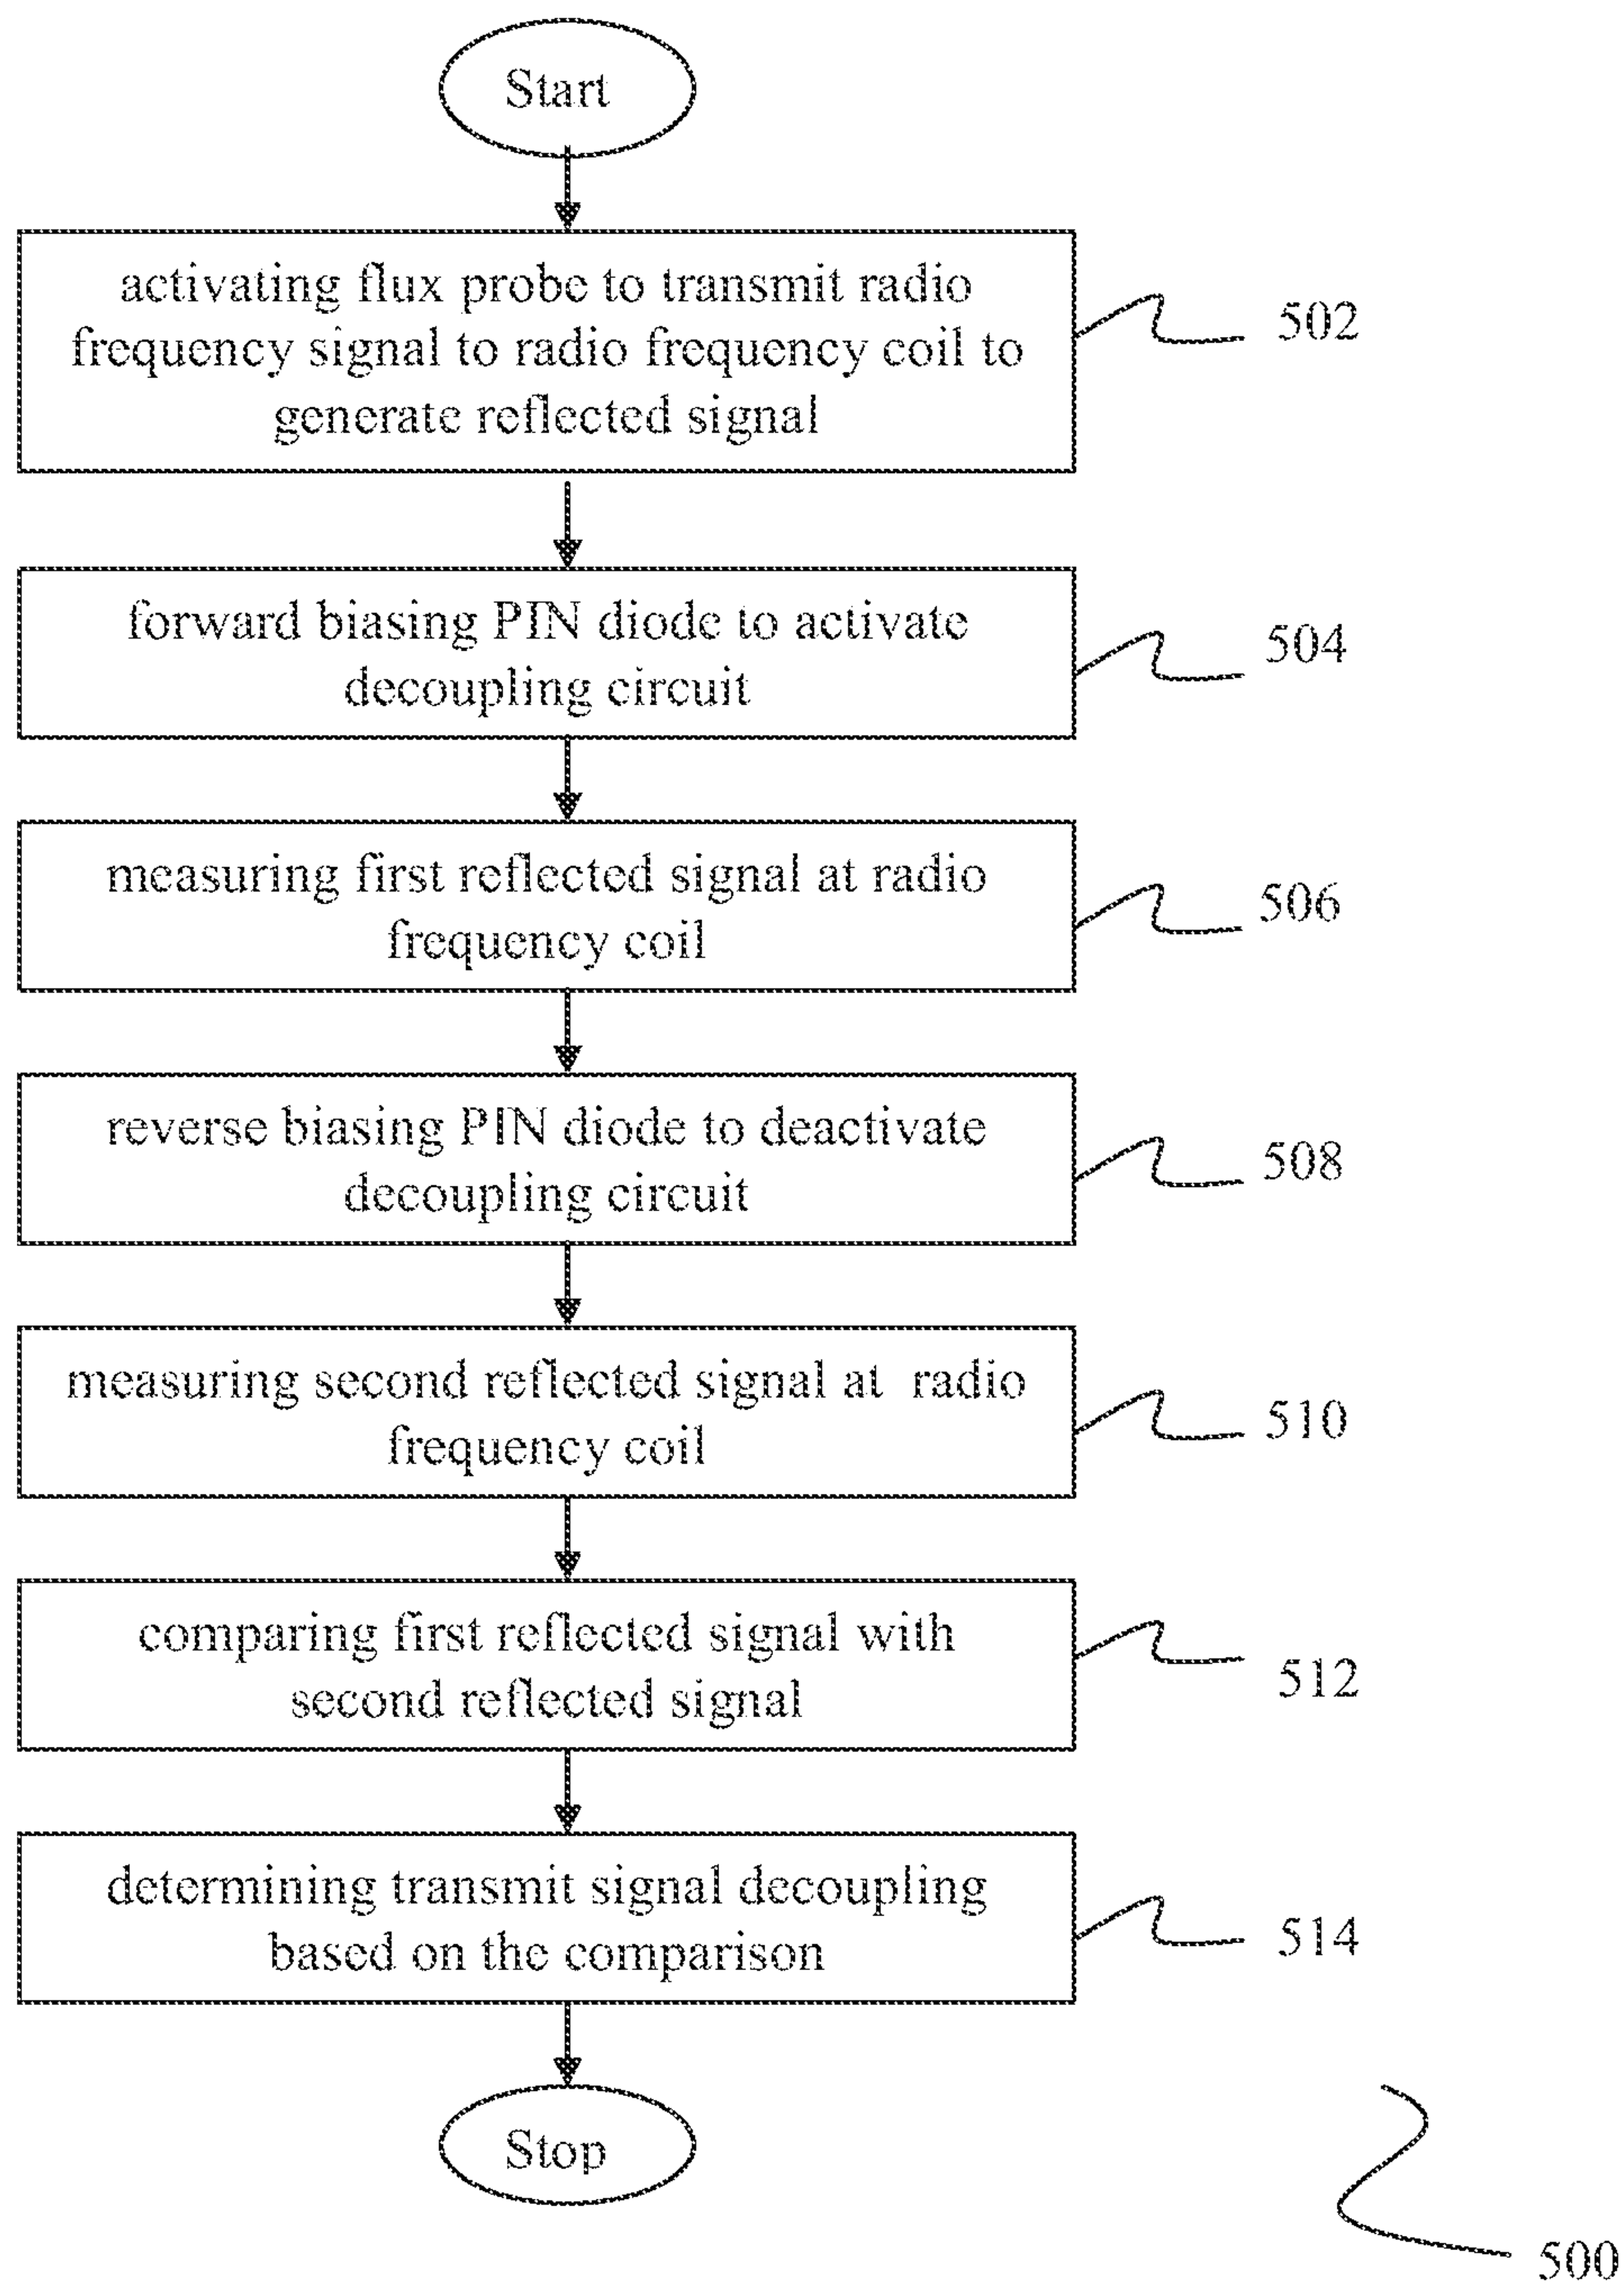 Start
activating flux probe to transmit radio
frequency signal to radio frequency coil to
generate reflected signal
502
forward biasing PIN diode to activate
decoupling circuit
504
measuring first reflected signal at radio
frequency coil
506
reverse biasing PIN diode to deactivate
decoupling circuit
508
measuring second reflected signal at radio
frequency coil
510
comparing first reflected signal with
second reflected signal
512
determining transmit signal decoupling
based on the comparison
514
Stop
500